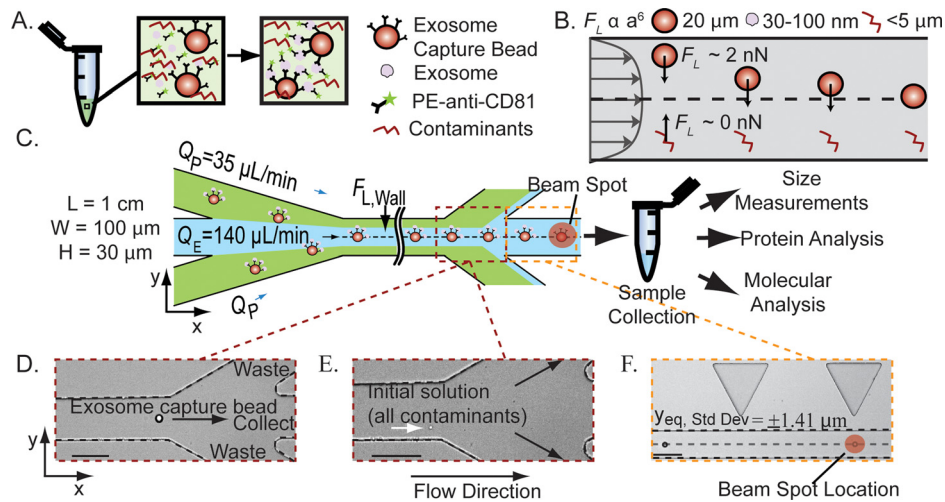 A.
Exosome
Capture Bead
Exosome
PE-anti-CD81
Contaminants
B. F_L α a⁶ 20 µm 30-100 nm <5 µm
F_L ~ 2 nN
F_L ~ 0 nN
C.
Q_P=35 µL/min
L = 1 cm
W = 100 µm
H = 30 µm
Q_E=140 µL/min
Q_P
F_L,Wall
Beam Spot
y
x
Sample
Collection
Size
Measurements
Protein Analysis
Molecular
Analysis
D.
Waste
Exosome capture bead
Collect
Waste
y
x
E.
Initial solution
(all contaminants)
Flow Direction
F.
y_eq, Std Dev = ±1.41 µm
Beam Spot Location